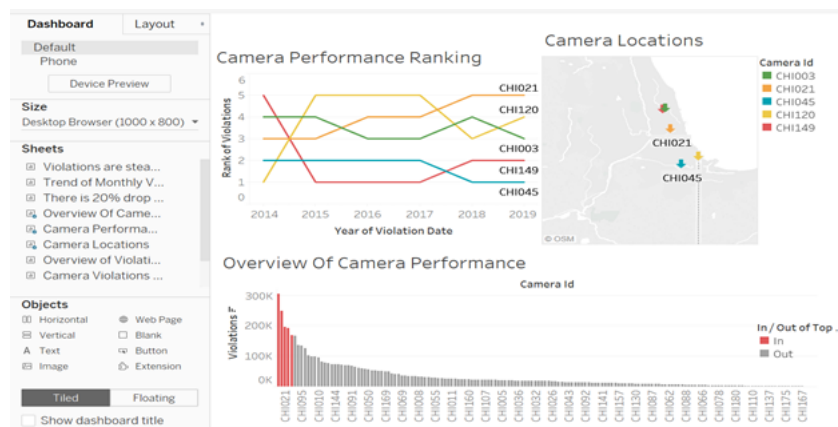 Dashboard
Layout
Default
Phone
Device Preview
Size
Desktop Browser (1000 x 800)
Sheets
Violations are stea...
Trend of Monthly V...
There is 20% drop ...
Overview Of Came...
Camera Performa...
Camera Locations
Overview of Violati...
Camera Violations ...
Objects
Horizontal
Web Page
Vertical
Blank
A Text
Button
Image
Extension
Tiled
Floating
Show dashboard title
Camera Performance Ranking
Rank of Violations
6
5
4
3
2
1
0
CHI021
CHI120
CHI003
CHI149
CHI045
2014 2015 2016 2017 2018 2019
Year of Violation Date
Camera Locations
CHI021
CHI045
© OSM
Camera Id
CHI003
CHI021
CHI045
CHI120
CHI149
Overview Of Camera Performance
Camera Id
Violations
300K
200K
100K
0K
CHI021 CHI095 CHI010 CHI144 CHI091 CHI050 CHI169 CHI069 CHI008 CHI055 CHI011 CHI160 CHI107 CHI005 CHI036 CHI032 CHI026 CHI043 CHI092 CHI141 CHI157 CHI130 CHI087 CHI062 CHI088 CHI066 CHI078 CHI180 CHI110 CHI137 CHI175 CHI167
In / Out of Top .
In
Out